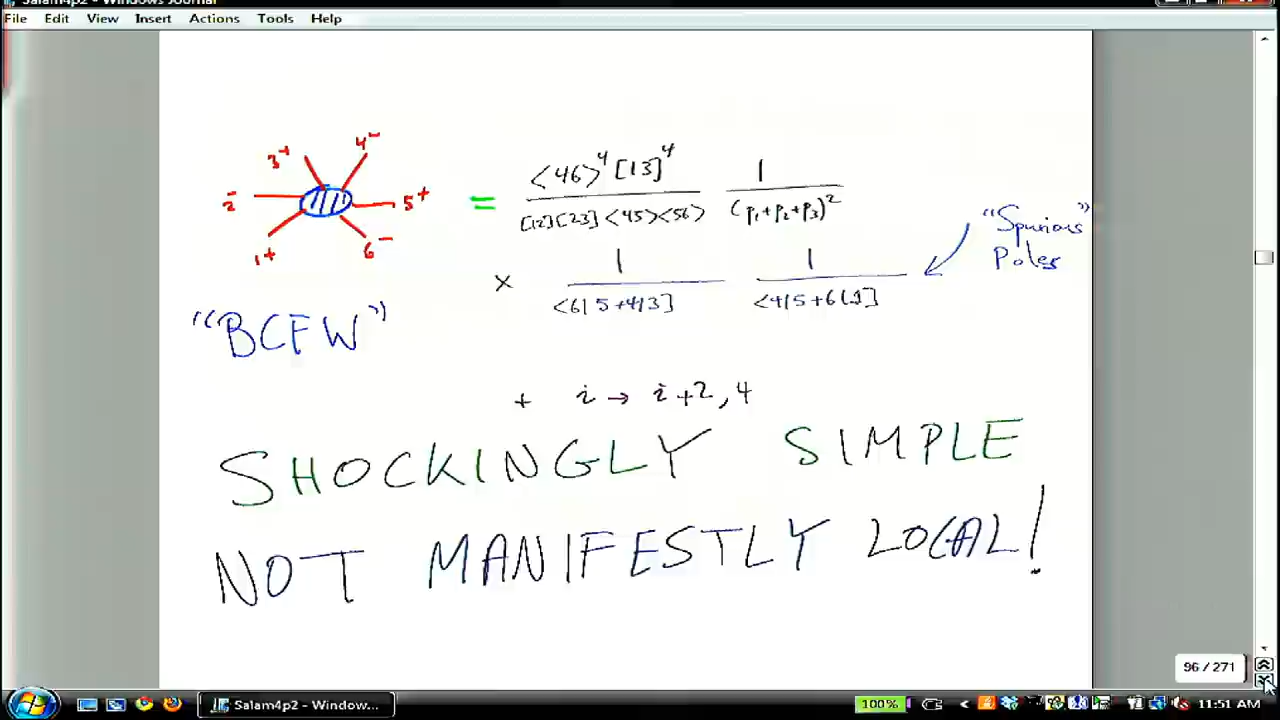 Salam4p2 - Windows Journal
File Edit View Insert Actions Tools Help
3+ 4-
2- 5+
1+ 6-
= <46>^4 [13]^4 / [12][23]<45><56> 1 / (p1+p2+p3)^2
× 1 / <6|5+4|3] 1 / <4|5+6|1]
"Spurious"
Poles
"BCFW"
+ i → i+2,4
SHOCKINGLY SIMPLE
NOT MANIFESTLY LOCAL!
96 / 271
Salam4p2 - Window... 100% 11:51 AM